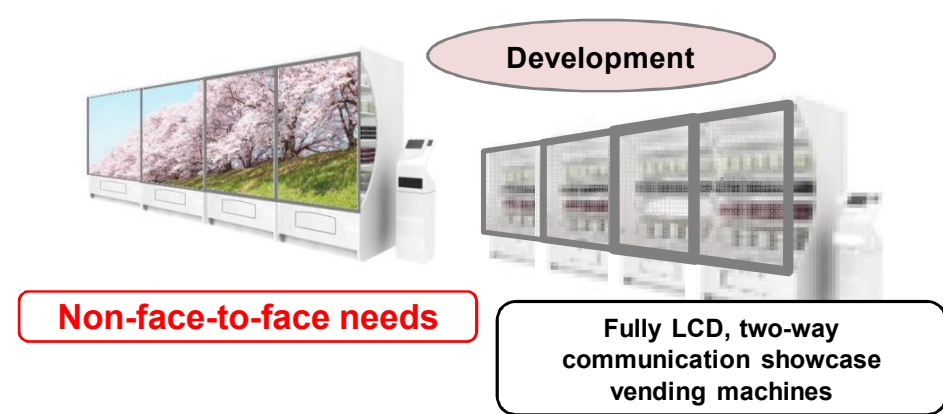 Development
Non-face-to-face needs
Fully LCD, two-way
communication showcase
vending machines